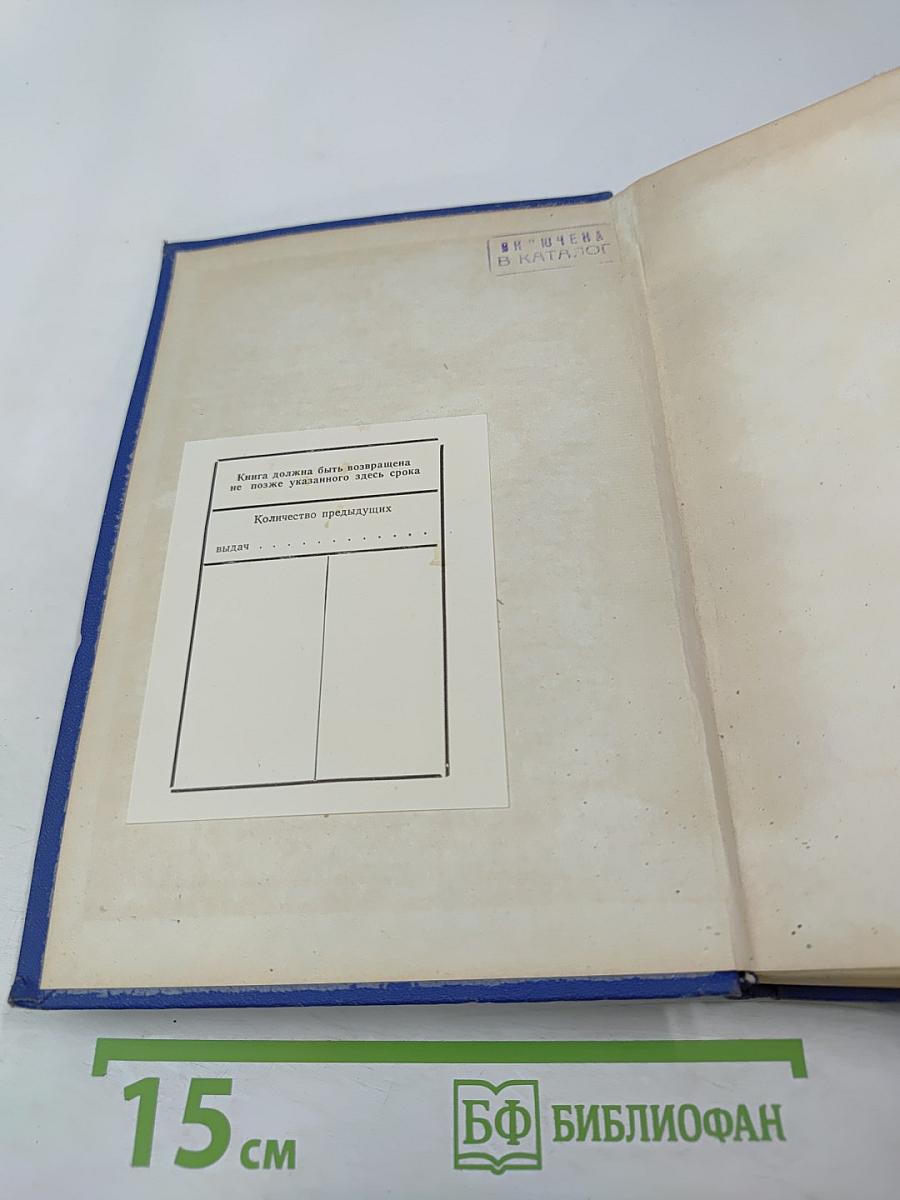 ВКЛЮЧЕНА
В КАТАЛОГ
Книга должна быть возвращена
не позже указанного здесь срока
Количество предыдущих
выдач . . . . . . . . . . . .
15 см
БФ БИБЛИОФАН